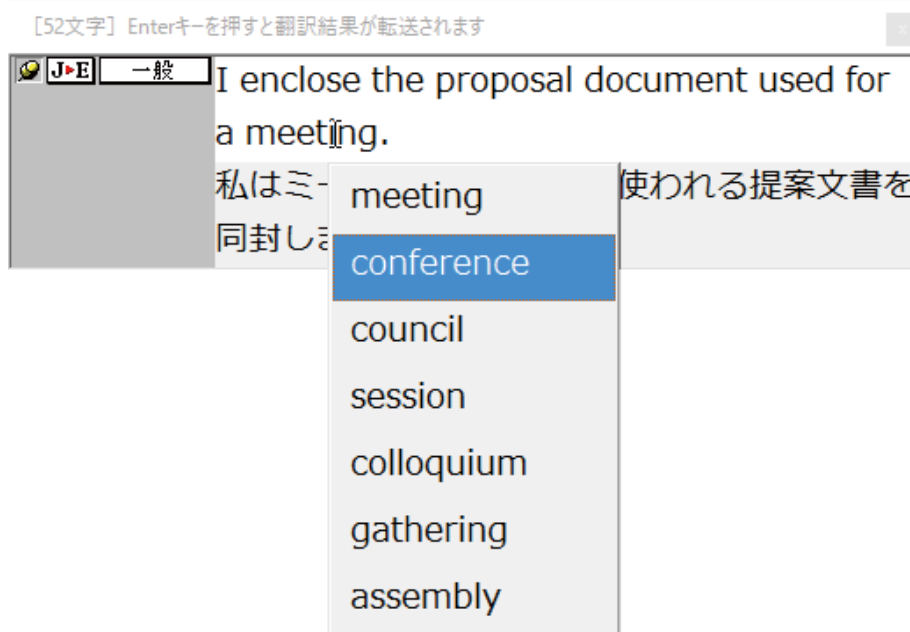 [52文字] Enterキーを押すと翻訳結果が転送されます
x
J▶E 一般
I enclose the proposal document used for
a meeting.
私はミー 使われる提案文書を
同封しま
meeting
conference
council
session
colloquium
gathering
assembly